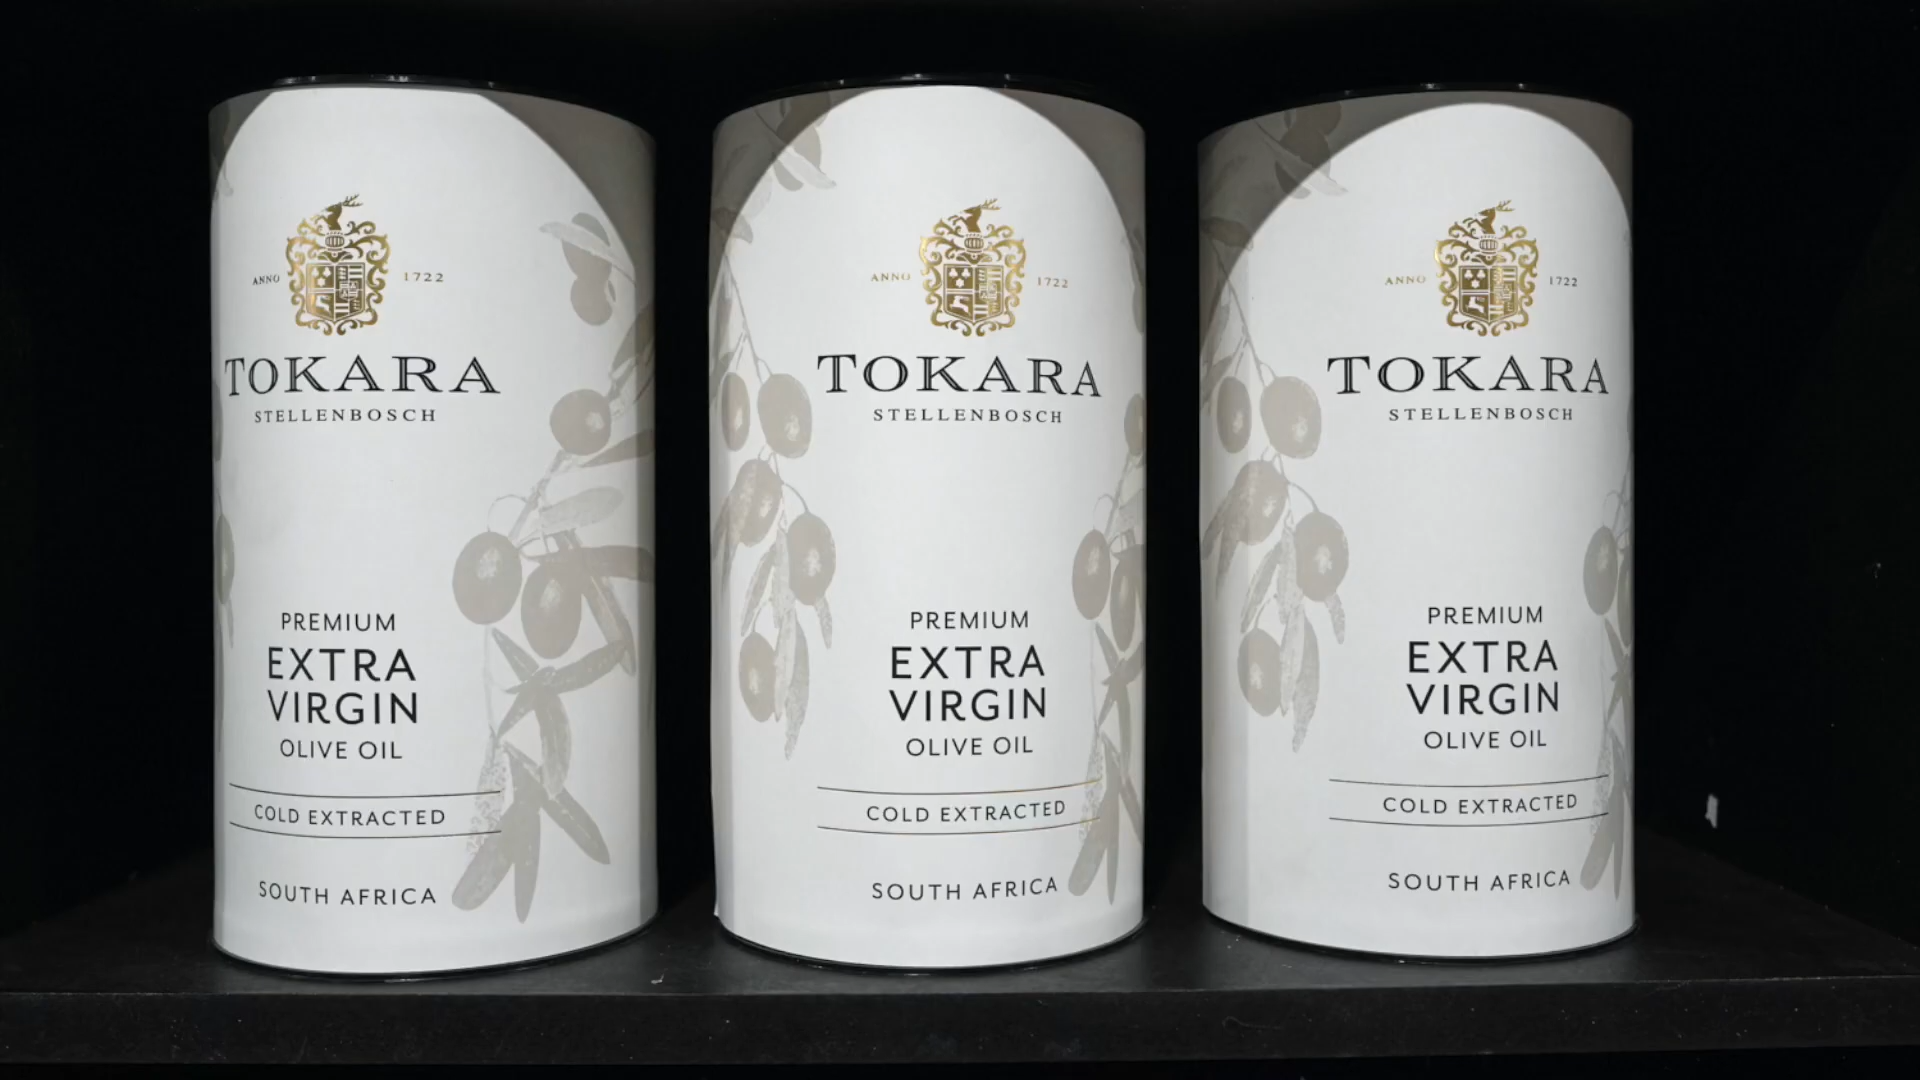 ANNO 1722
TOKARA
STELLENBOSCH
PREMIUM
EXTRA
VIRGIN
OLIVE OIL
COLD EXTRACTED
SOUTH AFRICA
ANNO 1722
TOKARA
STELLENBOSCH
PREMIUM
EXTRA
VIRGIN
OLIVE OIL
COLD EXTRACTED
SOUTH AFRICA
ANNO 1722
TOKARA
STELLENBOSCH
PREMIUM
EXTRA
VIRGIN
OLIVE OIL
COLD EXTRACTED
SOUTH AFRICA